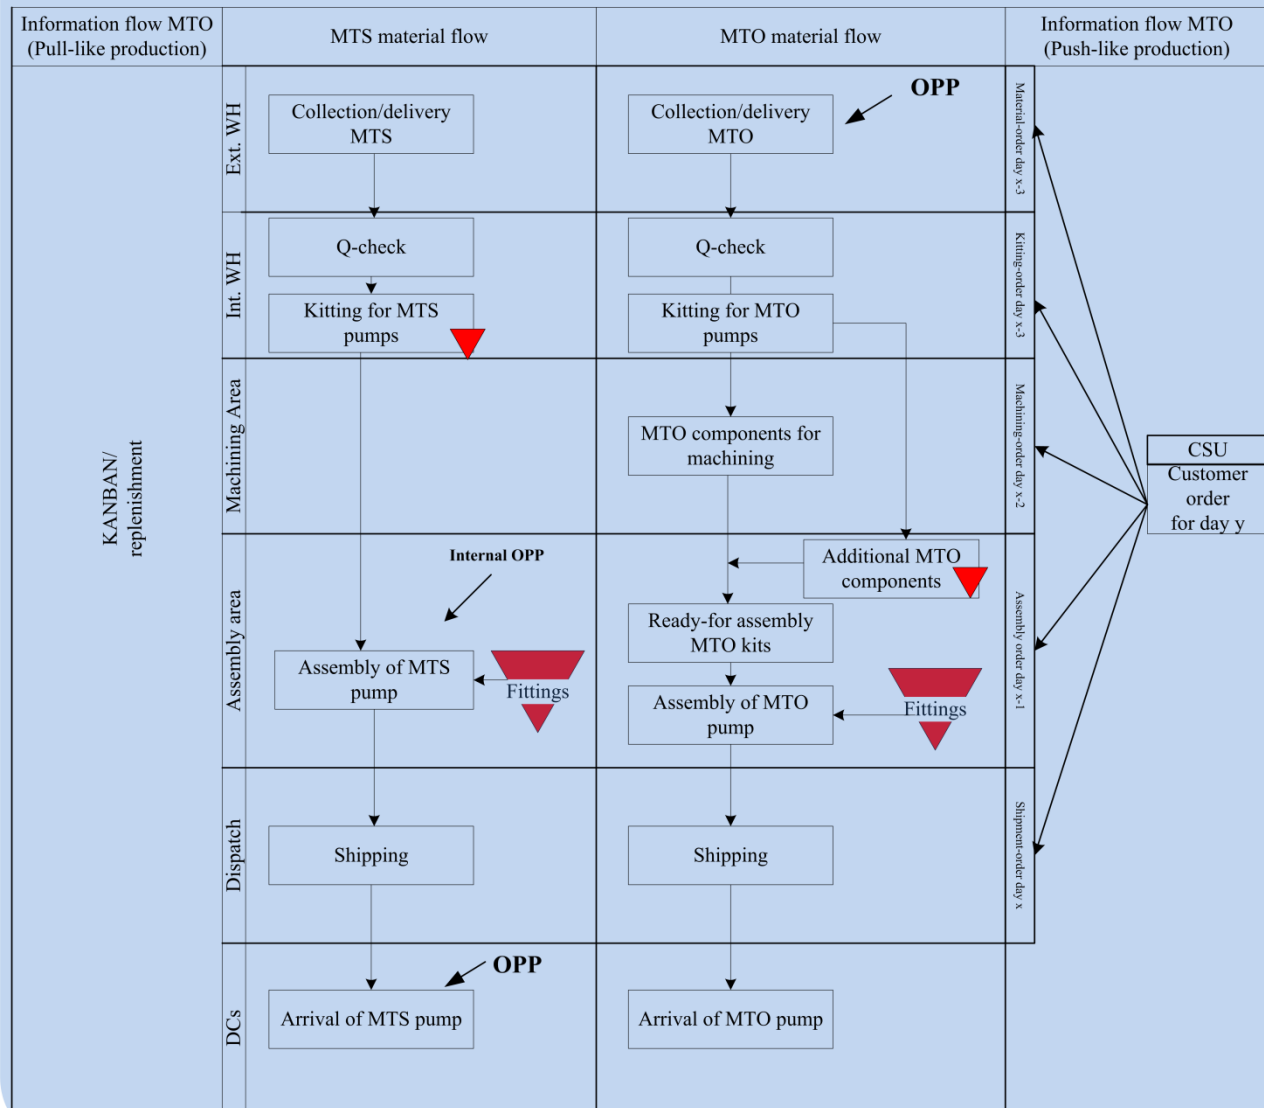 Information flow MTO
(Pull-like production)
MTS material flow
MTO material flow
Information flow MTO
(Push-like production)
KANBAN/
replenishment
Ext. WH
Collection/delivery
MTS
Collection/delivery
MTO
OPP
Material-order day x-3
Int. WH
Q-check
Q-check
Kitting for MTS
pumps
Kitting for MTO
pumps
Kitting-order day x-3
Machining Area
MTO components for
machining
Machining-order day x-2
CSU
Customer
order
for day y
Assembly area
Internal OPP
Additional MTO
components
Ready-for assembly
MTO kits
Assembly of MTS
pump
Fittings
Assembly of MTO
pump
Fittings
Assembly order day x-1
Dispatch
Shipping
Shipping
Shipment-order day x
DCs
OPP
Arrival of MTS pump
Arrival of MTO pump